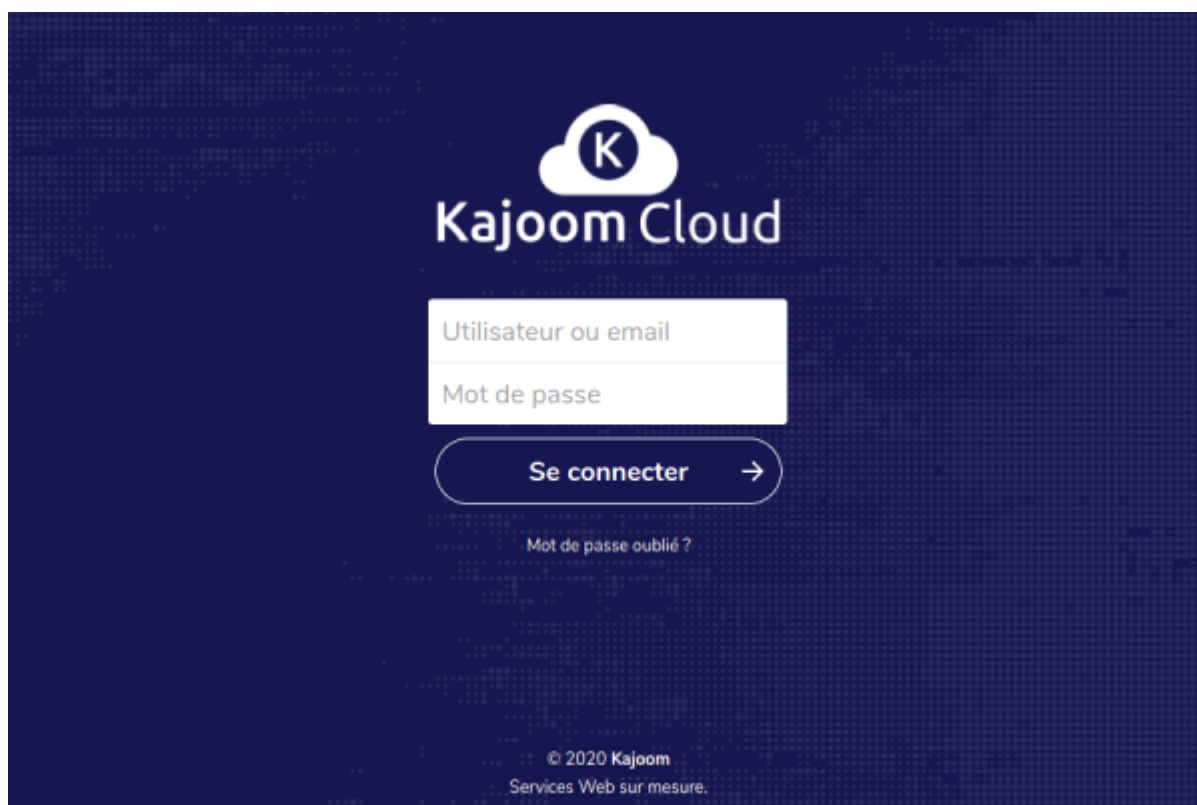 K
Kajoom Cloud
Utilisateur ou email
Mot de passe
Se connecter →
Mot de passe oublié ?
© 2020 Kajoom
Services Web sur mesure.